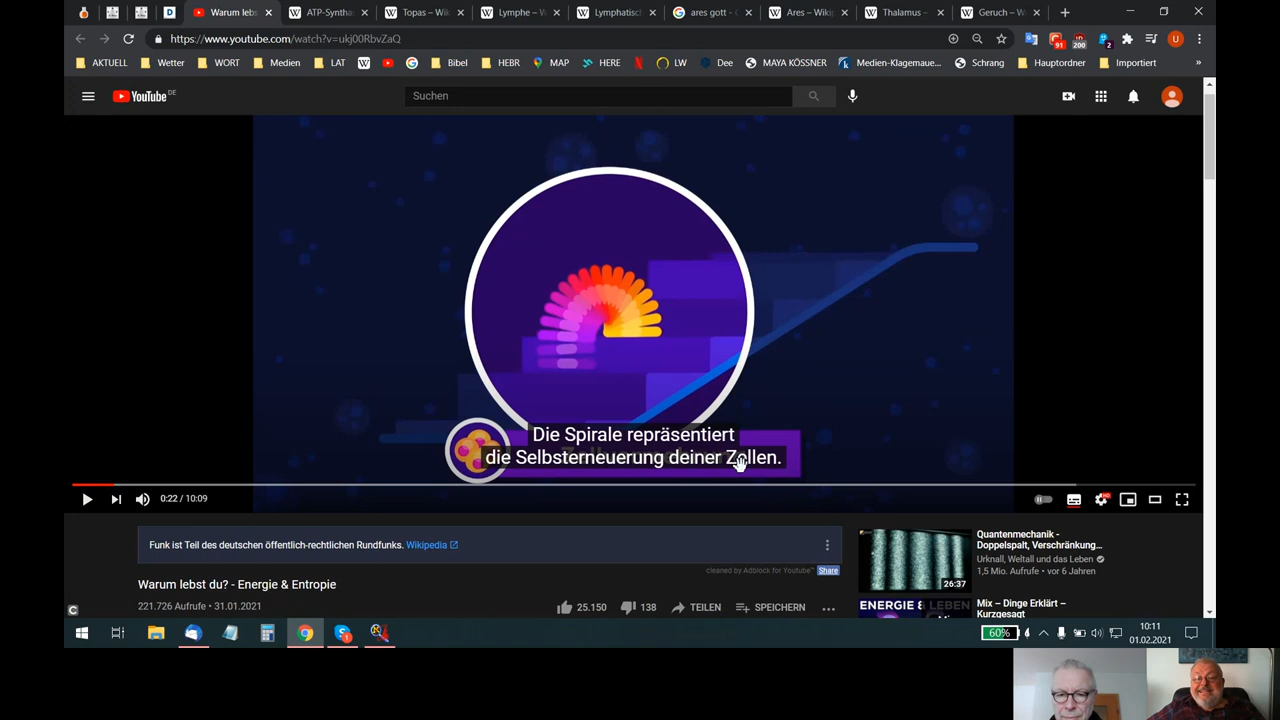 Warum lebs
ATP-Syntha
Topas – Wi
Lymphe – W
Lymphatisch
ares gott - G
Ares – Wiki
Thalamus –
Geruch – W
https://www.youtube.com/watch?v=ukj00RbvZaQ
AKTUELL Wetter WORT Medien LAT Bibel HEBR MAP HERE LW Dee MAYA KÖSSNER Medien-Klagemaue... Schrang Hauptordner Importiert »
YouTube DE
Suchen
Die Spirale repräsentiert
die Selbsterneuerung deiner Zellen.
0:22 / 10:09
Funk ist Teil des deutschen öffentlich-rechtlichen Rundfunks. Wikipedia
cleaned by Adblock for Youtube™ Share
Warum lebst du? - Energie & Entropie
221.726 Aufrufe • 31.01.2021
25.150 138 TEILEN SPEICHERN ...
Quantenmechanik -
Doppelspalt, Verschränkung...
Urknall, Weltall und das Leben
1,5 Mio. Aufrufe • vor 6 Jahren
26:37
ENERGIE & LEBEN
Mix – Dinge Erklärt –
Kurzgesagt
60%
10:11
01.02.2021